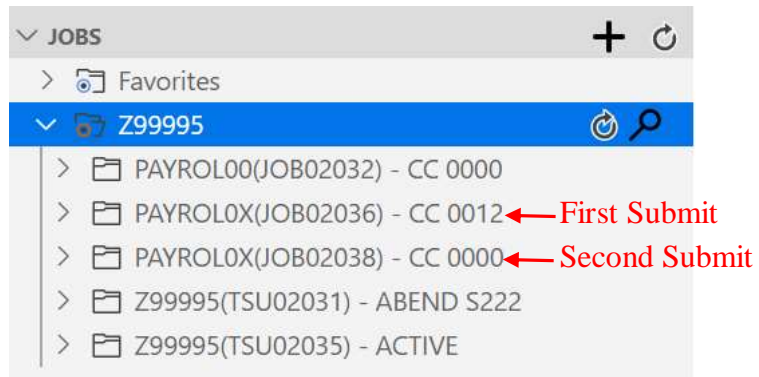 JOBS
Favorites
Z99995
PAYROL00(JOB02032) - CC 0000
PAYROL0X(JOB02036) - CC 0012 First Submit
PAYROL0X(JOB02038) - CC 0000 Second Submit
Z99995(TSU02031) - ABEND S222
Z99995(TSU02035) - ACTIVE